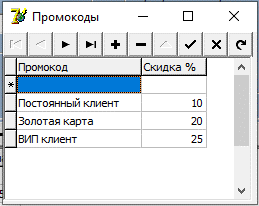 Промокоды
Промокод Скидка %
Постоянный клиент 10
Золотая карта 20
ВИП клиент 25